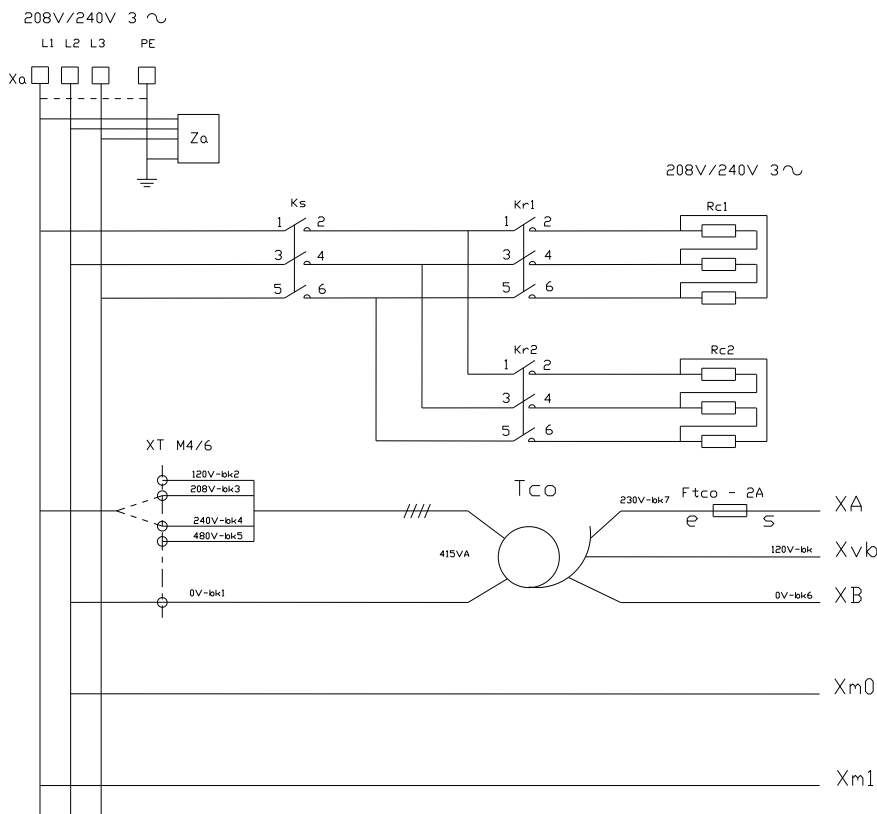 208V/240V 3 ~
L1 L2 L3 PE
Xa
Za
208V/240V 3~
Ks Kr1 Rc1
1 2 1 2
3 4 3 4
5 6 5 6
Kr2 Rc2
1 2
3 4
5 6
XT M4/6
120V-bk2
208V-bk3
240V-bk4
480V-bk5
0V-bk1
Tco
415VA
230V-bk7
Ftco - 2A
e s
XA
120V-bk Xvb
0V-bk6 XB
Xm0
Xm1